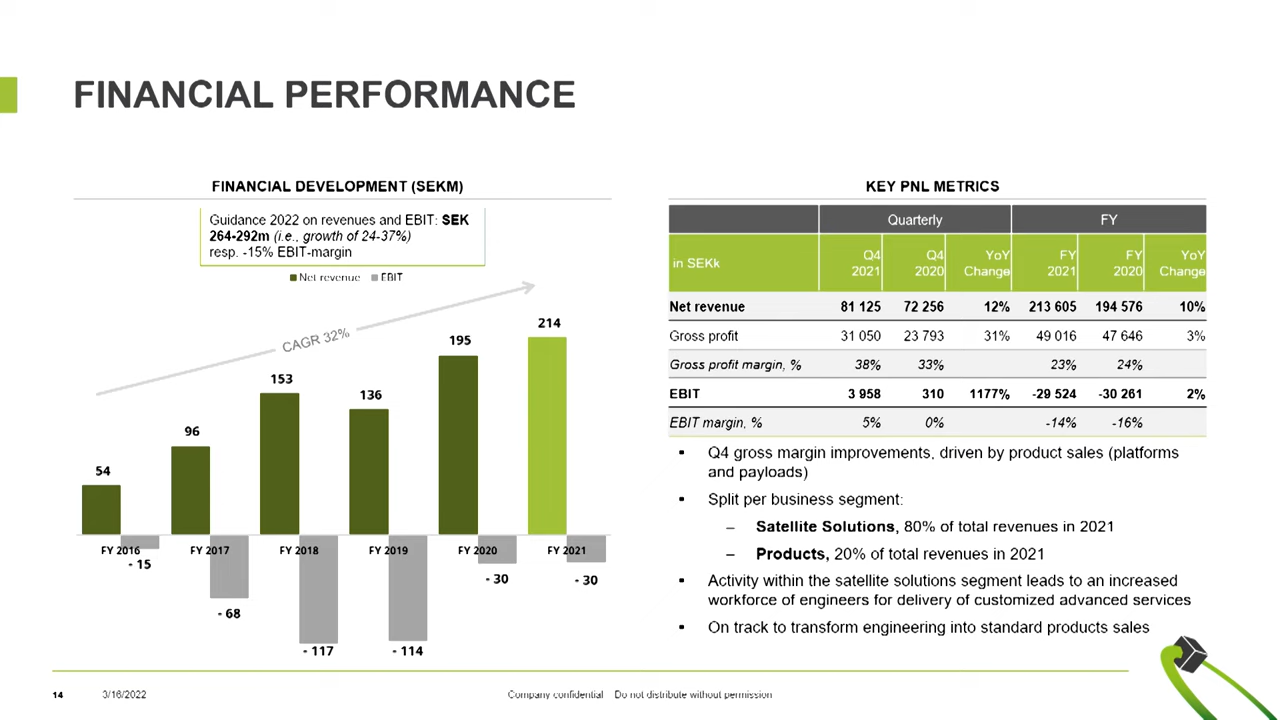 FINANCIAL PERFORMANCE
FINANCIAL DEVELOPMENT (SEKM)
Guidance 2022 on revenues and EBIT: SEK
264-292m (i.e., growth of 24-37%)
resp. -15% EBIT-margin
Net revenue EBIT
CAGR 32%
54 96 153 136 195 214
FY 2016 FY 2017 FY 2018 FY 2019 FY 2020 FY 2021
- 15 - 68 - 117 - 114 - 30 - 30
KEY PNL METRICS
Quarterly FY
in SEKk Q4 2021 Q4 2020 YoY Change FY 2021 FY 2020 YoY Change
Net revenue 81 125 72 256 12% 213 605 194 576 10%
Gross profit 31 050 23 793 31% 49 016 47 646 3%
Gross profit margin, % 38% 33% 23% 24%
EBIT 3 958 310 1177% -29 524 -30 261 2%
EBIT margin, % 5% 0% -14% -16%
▪ Q4 gross margin improvements, driven by product sales (platforms
and payloads)
▪ Split per business segment:
– Satellite Solutions, 80% of total revenues in 2021
– Products, 20% of total revenues in 2021
▪ Activity within the satellite solutions segment leads to an increased
workforce of engineers for delivery of customized advanced services
▪ On track to transform engineering into standard products sales
14 3/16/2022 Company confidential Do not distribute without permission